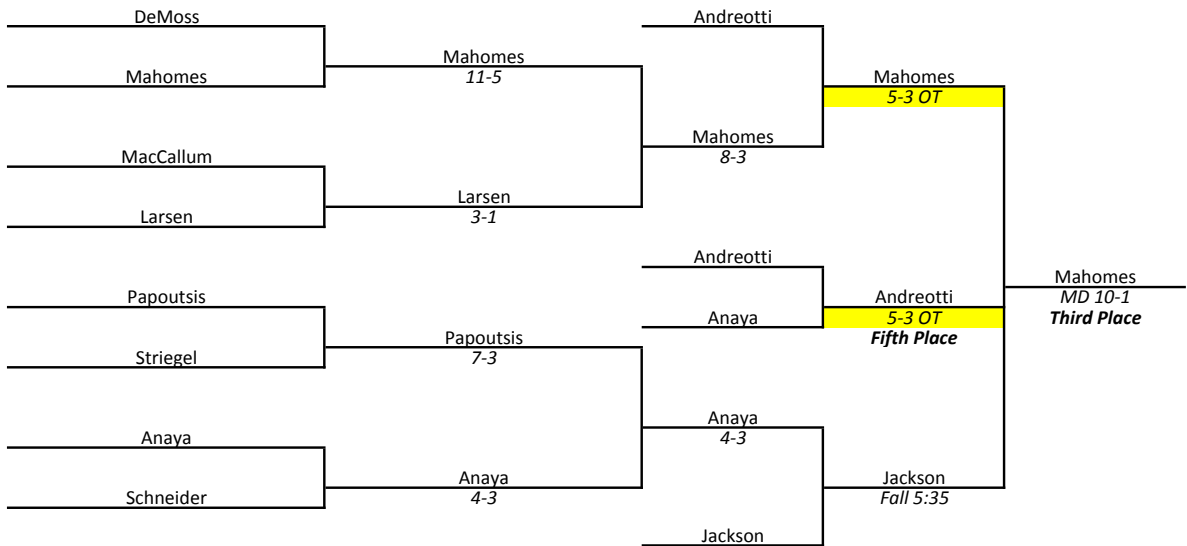 DeMoss
Andreotti
Mahomes
11-5
Mahomes
Mahomes
5-3 OT
Mahomes
8-3
MacCallum
Larsen
3-1
Larsen
Andreotti
Mahomes
MD 10-1
Third Place
Papoutsis
Andreotti
5-3 OT
Fifth Place
Anaya
Papoutsis
7-3
Striegel
Anaya
4-3
Anaya
Anaya
4-3
Jackson
Fall 5:35
Schneider
Jackson